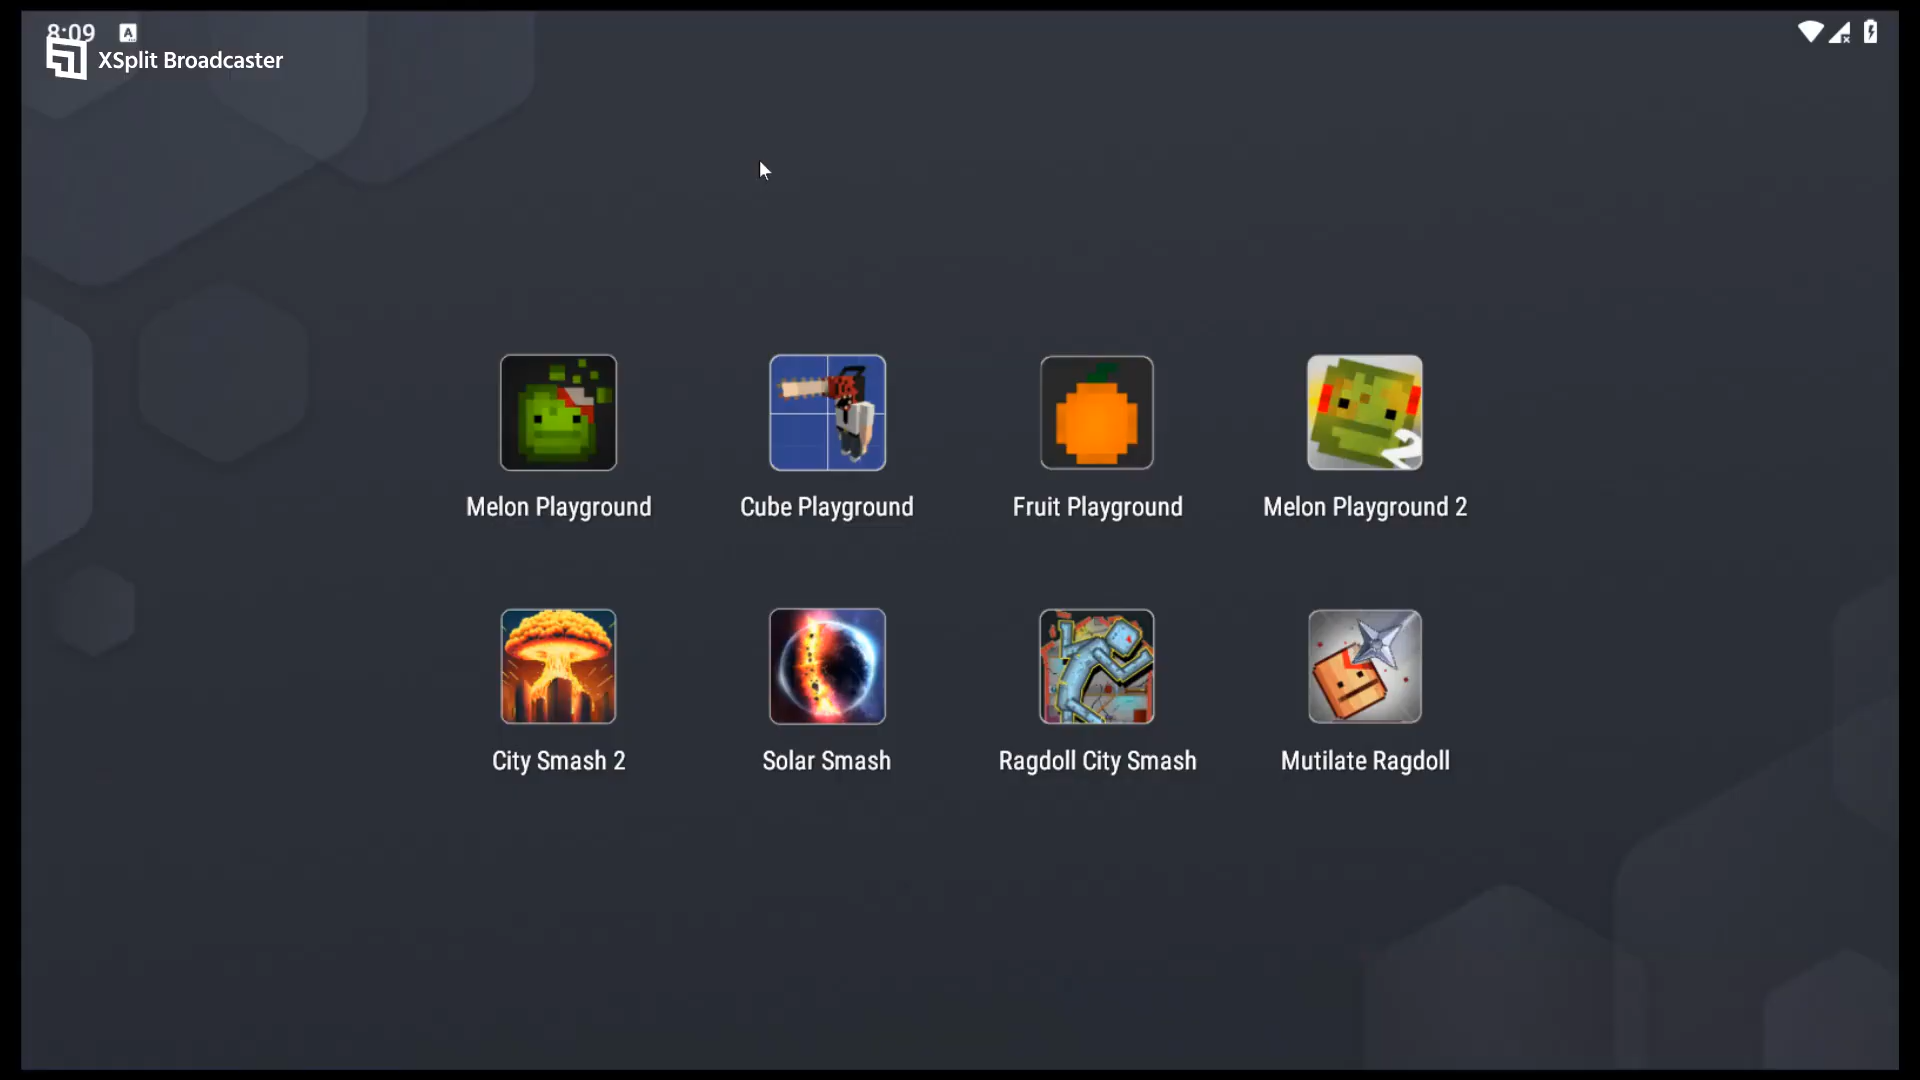 8:09 A
XSplit Broadcaster
Melon Playground
Cube Playground
Fruit Playground
2
Melon Playground 2
City Smash 2
Solar Smash
Ragdoll City Smash
Mutilate Ragdoll